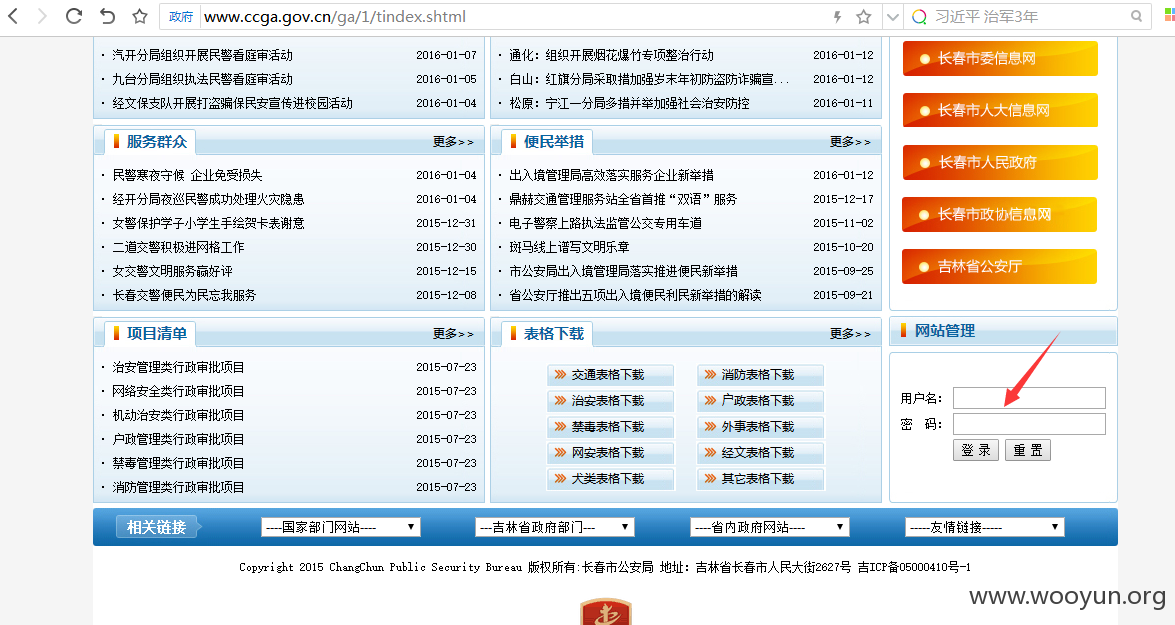 政府 www.ccga.gov.cn/ga/1/tindex.shtml 习近平 治军3年
· 汽开分局组织开展民警看庭审活动 2016-01-07
· 九台分局组织执法民警看庭审活动 2016-01-05
· 经文保支队开展打盗骗保民安宣传进校园活动 2016-01-04
· 通化：组织开展烟花爆竹专项整治行动 2016-01-12
· 白山：红旗分局采取措加强岁末年初防盗防诈骗宣... 2016-01-12
· 松原：宁江一分局多措并举加强社会治安防控 2016-01-11
长春市委信息网
长春市人大信息网
长春市人民政府
长春市政协信息网
吉林省公安厅
服务群众 更多>>
· 民警寒夜守候 企业免受损失 2016-01-04
· 经开分局夜巡民警成功处理火灾隐患 2016-01-04
· 女警保护学子小学生手绘贺卡表谢意 2015-12-31
· 二道交警积极进网格工作 2015-12-30
· 女交警文明服务赢好评 2015-12-15
· 长春交警便民为民忘我服务 2015-12-08
便民举措 更多>>
· 出入境管理局高效落实服务企业新举措 2016-01-12
· 鼎赫交通管理服务站全省首推“双语”服务 2015-12-17
· 电子警察上路执法监管公交专用车道 2015-11-02
· 斑马线上谱写文明乐章 2015-10-20
· 市公安局出入境管理局落实推进便民新举措 2015-09-25
· 省公安厅推出五项出入境便民利民新举措的解读 2015-09-21
项目清单 更多>>
· 治安管理类行政审批项目 2015-07-23
· 网络安全类行政审批项目 2015-07-23
· 机动治安类行政审批项目 2015-07-23
· 户政管理类行政审批项目 2015-07-23
· 禁毒管理类行政审批项目 2015-07-23
· 消防管理类行政审批项目 2015-07-23
表格下载 更多>>
交通表格下载 消防表格下载
治安表格下载 户政表格下载
禁毒表格下载 外事表格下载
网安表格下载 经文表格下载
犬类表格下载 其它表格下载
网站管理
用户名：
密 码：
登 录 重 置
相关链接 ----国家部门网站---- ---吉林省政府部门--- ----省内政府网站---- -----友情链接-----
Copyright 2015 ChangChun Public Security Bureau 版权所有:长春市公安局 地址：吉林省长春市人民大街2627号 吉ICP备05000410号-1
www.wooyun.org